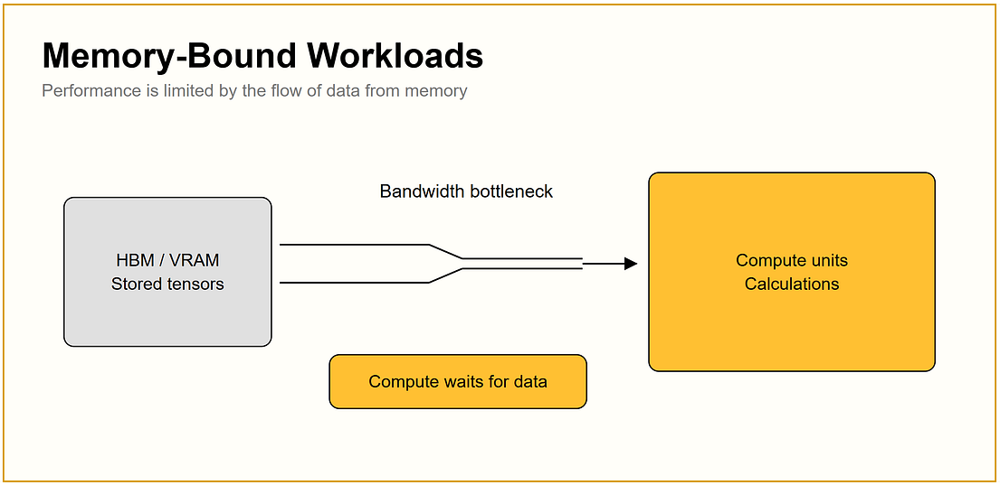 Memory-Bound Workloads
Performance is limited by the flow of data from memory
Bandwidth bottleneck
HBM / VRAM
Stored tensors
Compute units
Calculations
Compute waits for data